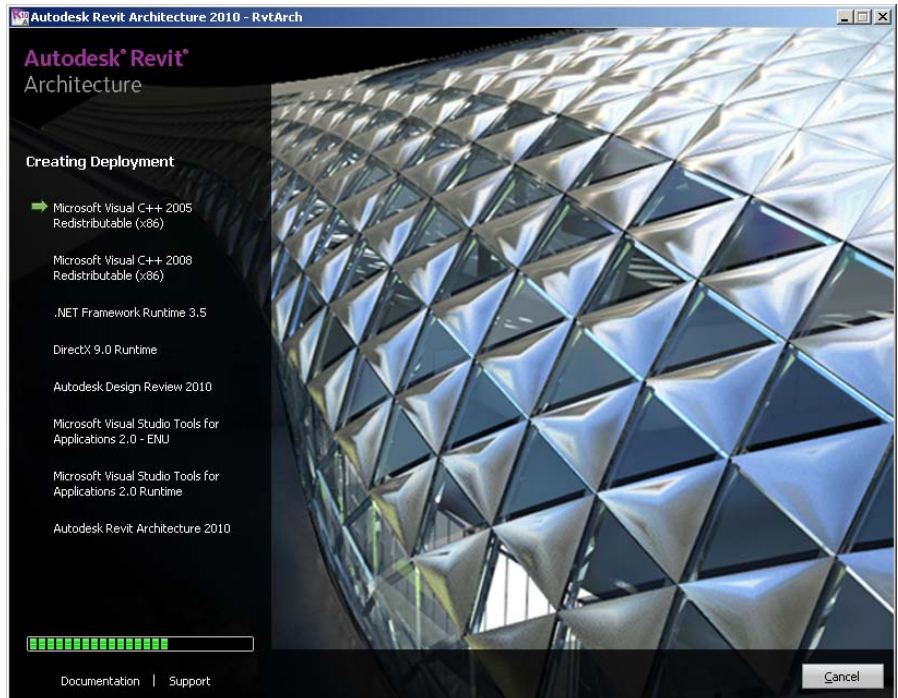 Autodesk Revit Architecture 2010 - RvtArch
Autodesk® Revit®
Architecture
Creating Deployment
Microsoft Visual C++ 2005
Redistributable (x86)
Microsoft Visual C++ 2008
Redistributable (x86)
.NET Framework Runtime 3.5
DirectX 9.0 Runtime
Autodesk Design Review 2010
Microsoft Visual Studio Tools for
Applications 2.0 - ENU
Microsoft Visual Studio Tools for
Applications 2.0 Runtime
Autodesk Revit Architecture 2010
Documentation | Support
Cancel